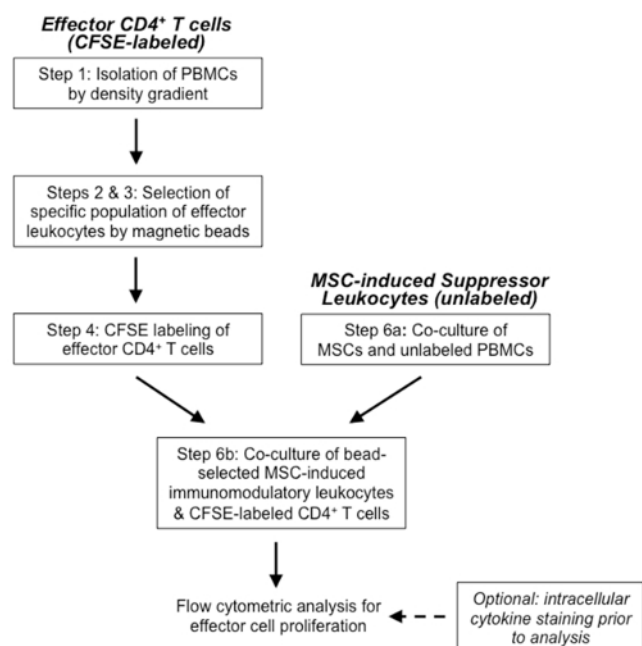 Effector CD4⁺ T cells
(CFSE-labeled)
Step 1: Isolation of PBMCs
by density gradient
Steps 2 & 3: Selection of
specific population of effector
leukocytes by magnetic beads
MSC-induced Suppressor
Leukocytes (unlabeled)
Step 4: CFSE labeling of
effector CD4⁺ T cells
Step 6a: Co-culture of
MSCs and unlabeled PBMCs
Step 6b: Co-culture of bead-
selected MSC-induced
immunomodulatory leukocytes
& CFSE-labeled CD4⁺ T cells
Flow cytometric analysis for
effector cell proliferation
Optional: intracellular
cytokine staining prior
to analysis